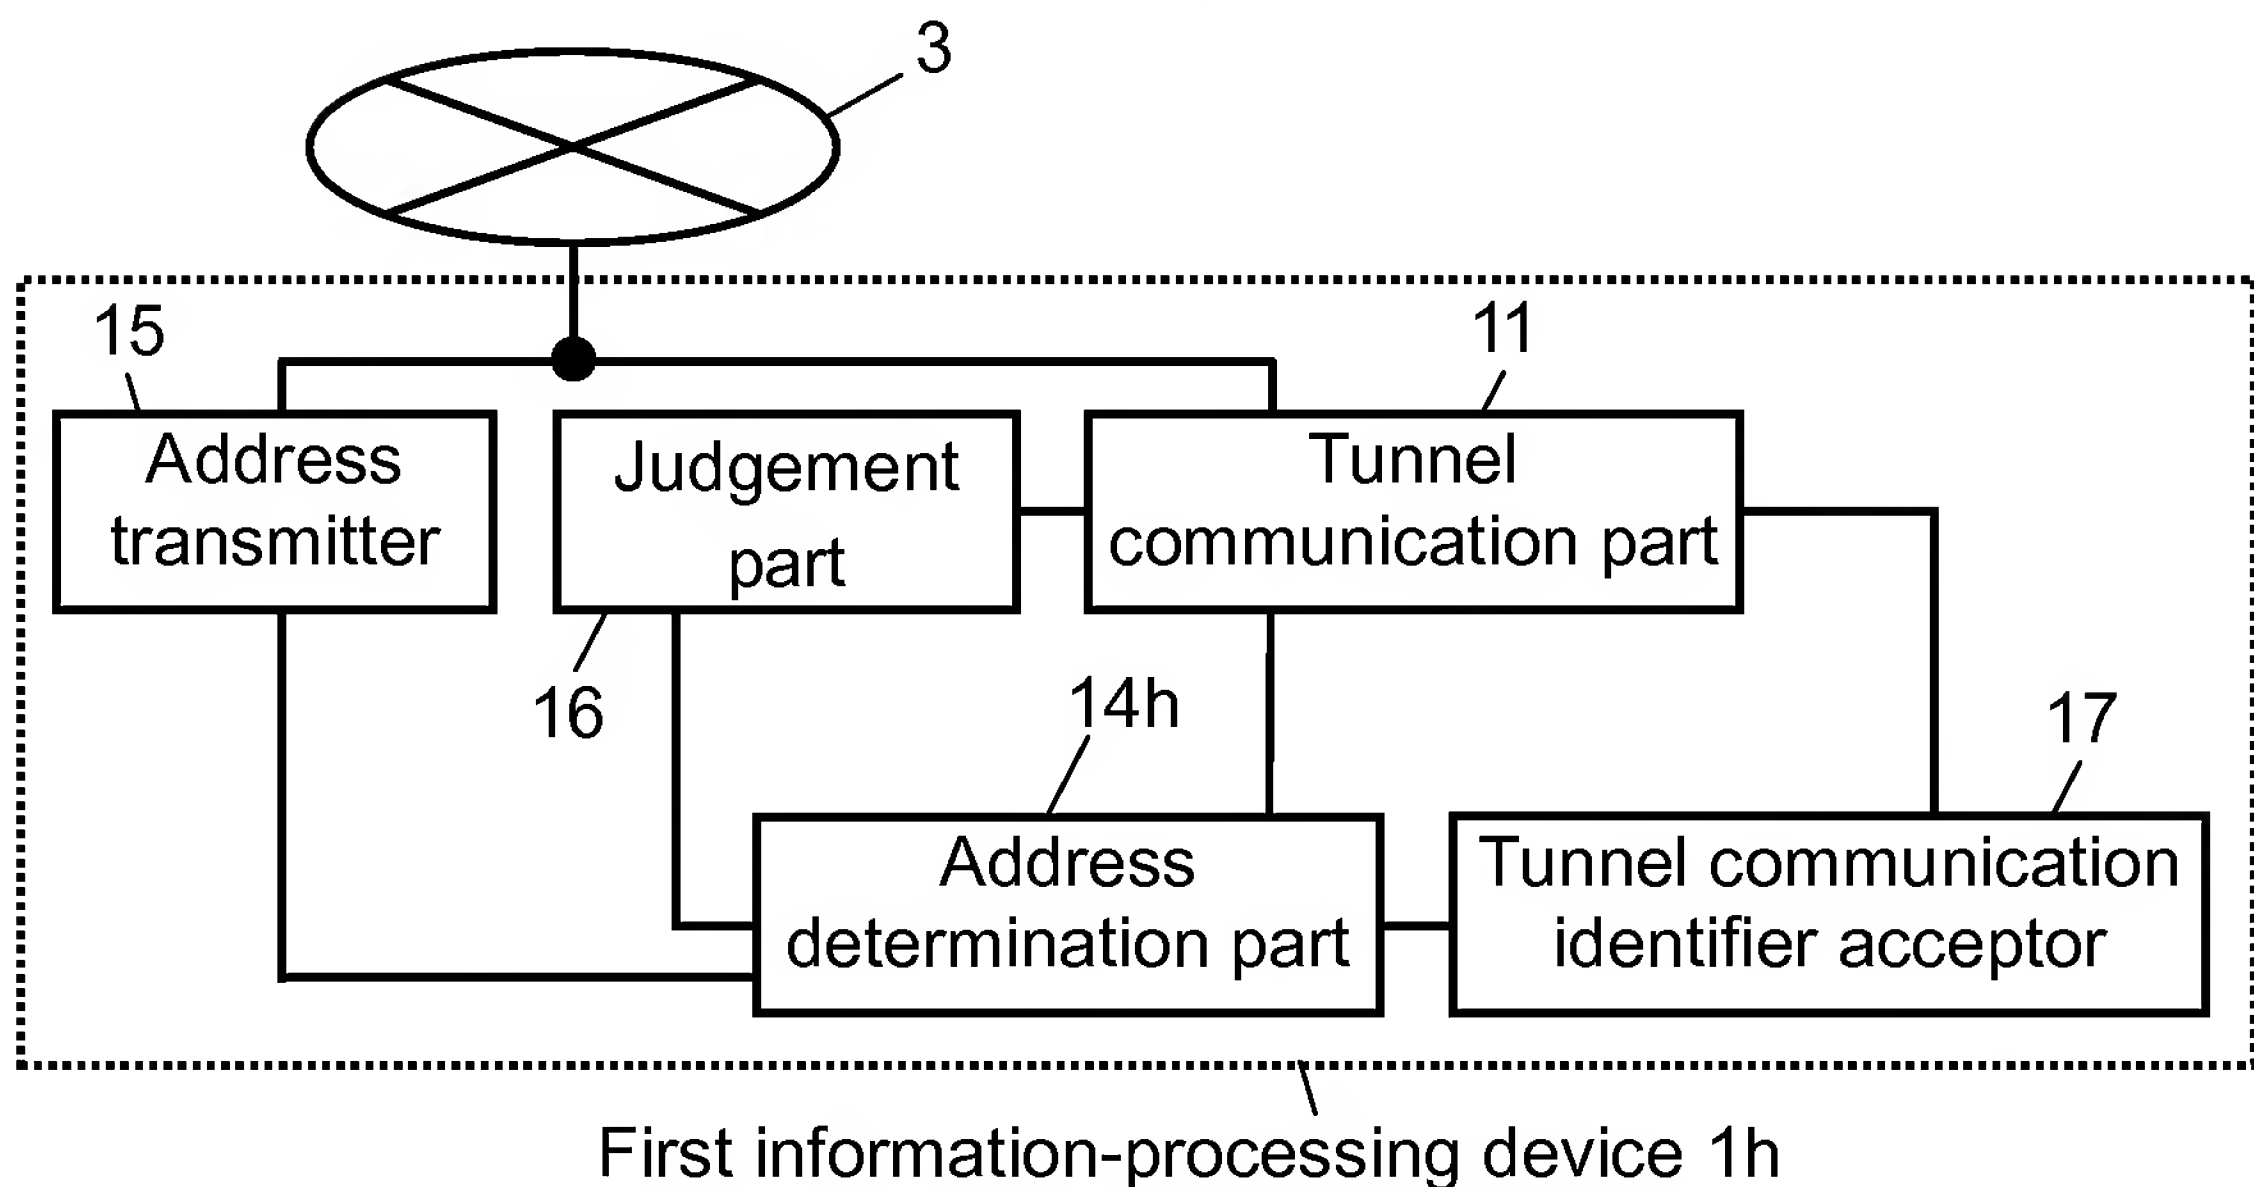 3
15
11
Address
transmitter
Judgement
part
Tunnel
communication part
16
14h
17
Address
determination part
Tunnel communication
identifier acceptor
First information-processing device 1h